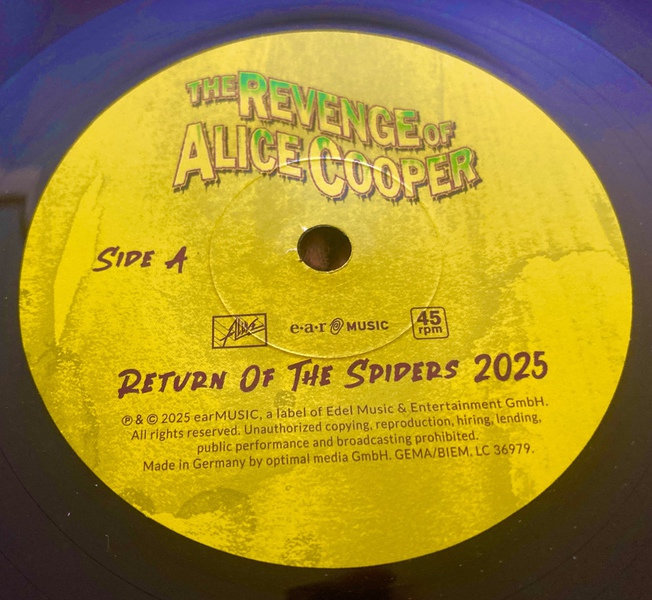 THE REVENGE OF
ALICE COOPER
SIDE A
ALIVE
e·a·r MUSIC
45
rpm
RETURN OF THE SPIDERS 2025
℗ & © 2025 earMUSIC, a label of Edel Music & Entertainment GmbH.
All rights reserved. Unauthorized copying, reproduction, hiring, lending,
public performance and broadcasting prohibited.
Made in Germany by optimal media GmbH. GEMA/BIEM, LC 36979.